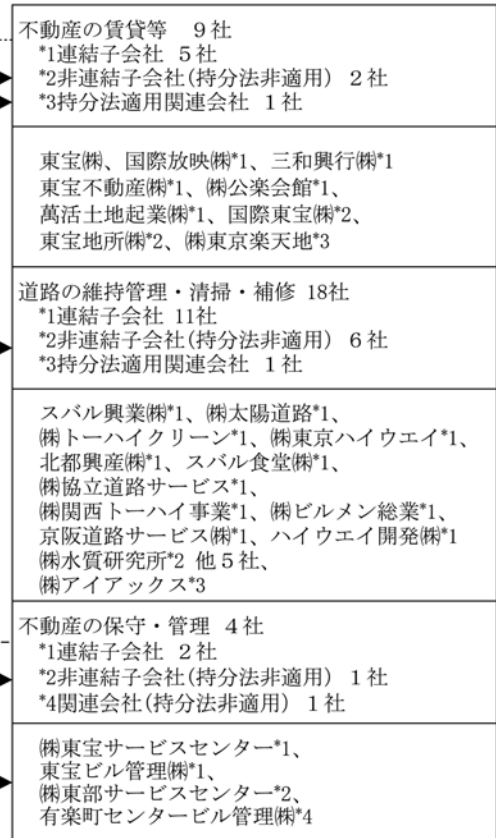 不動産の賃貸等　９社
*1連結子会社 ５社
*2非連結子会社(持分法非適用) ２社
*3持分法適用関連会社 １社
東宝㈱、国際放映㈱*1、三和興行㈱*1
東宝不動産㈱*1、㈱公楽会館*1、
萬活土地起業㈱*1、国際東宝㈱*2、
東宝地所㈱*2、㈱東京楽天地*3
道路の維持管理・清掃・補修 18社
*1連結子会社 11社
*2非連結子会社(持分法非適用) ６社
*3持分法適用関連会社 １社
スバル興業㈱*1、㈱太陽道路*1、
㈱トーハイクリーン*1、㈱東京ハイウエイ*1、
北都興産㈱*1、スバル食堂㈱*1、
㈱協立道路サービス*1、
㈱関西トーハイ事業*1、㈱ビルメン総業*1、
京阪道路サービス㈱*1、ハイウエイ開発㈱*1
㈱水質研究所*2 他５社、
㈱アイアックス*3
不動産の保守・管理 ４社
*1連結子会社 ２社
*2非連結子会社(持分法非適用) １社
*4関連会社(持分法非適用) １社
㈱東宝サービスセンター*1、
東宝ビル管理㈱*1、
㈱東部サービスセンター*2、
有楽町センタービル管理㈱*4